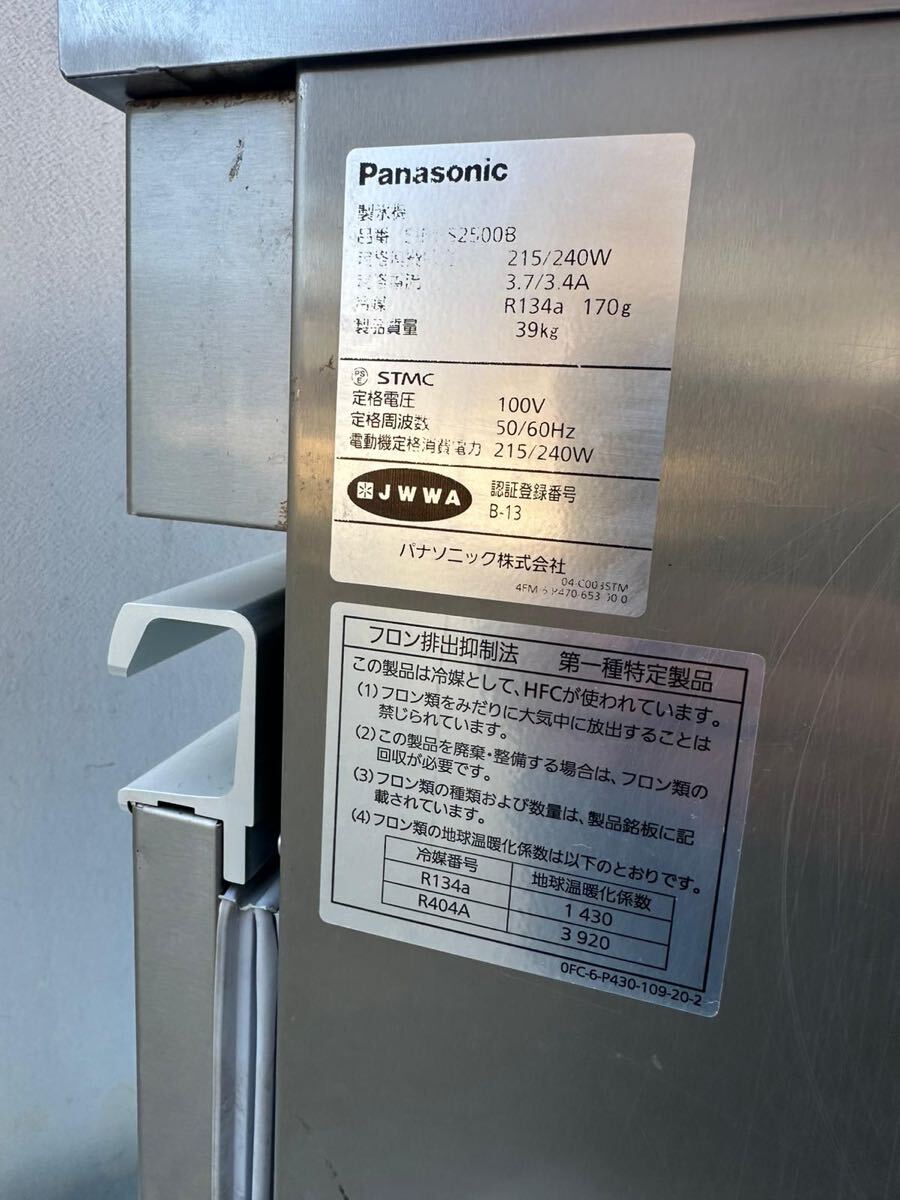 Panasonic
製氷機
品番 S2500B
215/240W
3.7/3.4A
冷媒 R134a 170g
製品質量 39kg
PSE STMC
定格電圧 100V
定格周波数 50/60Hz
電動機定格消費電力 215/240W
JWWA 認証登録番号
B-13
パナソニック株式会社
フロン排出抑制法 第一種特定製品
この製品は冷媒として、HFCが使われています。
(1)フロン類をみだりに大気中に放出することは
禁じられています。
(2)この製品を廃棄・整備する場合は、フロン類の
回収が必要です。
(3)フロン類の種類および数量は、製品銘板に記
載されています。
(4)フロン類の地球温暖化係数は以下のとおりです。
冷媒番号 地球温暖化係数
R134a 1 430
R404A 3 920
0FC-6-P430-109-20-2